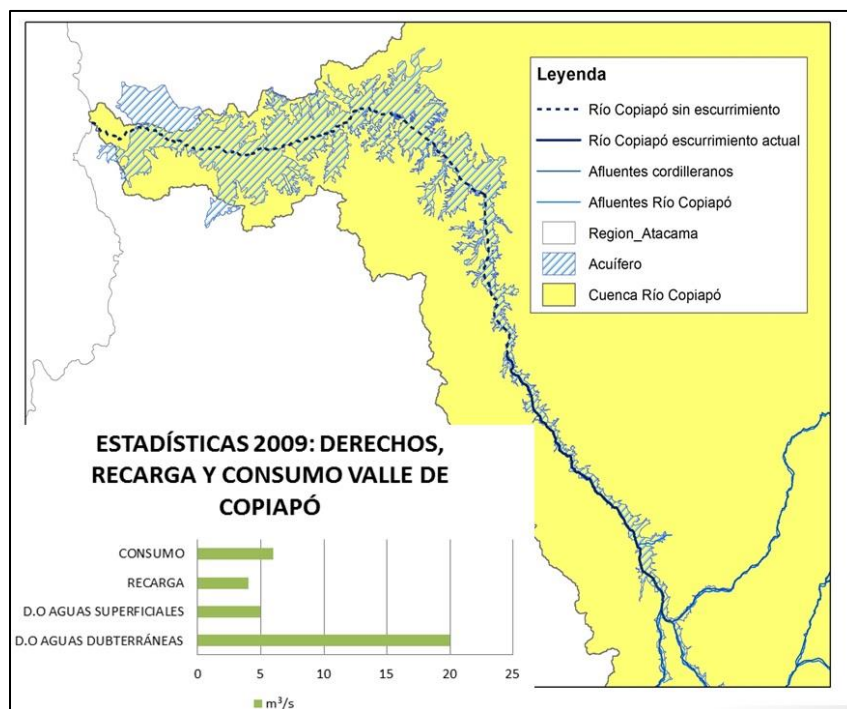 Leyenda
Río Copiapó sin escurrimiento
Río Copiapó escurrimiento actual
Afluentes cordilleranos
Afluentes Río Copiapó
Region_Atacama
Acuífero
Cuenca Río Copiapó
ESTADÍSTICAS 2009: DERECHOS,
RECARGA Y CONSUMO VALLE DE
COPIAPÓ
CONSUMO
RECARGA
D.O AGUAS SUPERFICIALES
D.O AGUAS DUBTERRÁNEAS
0 5 10 15 20 25
m³/s